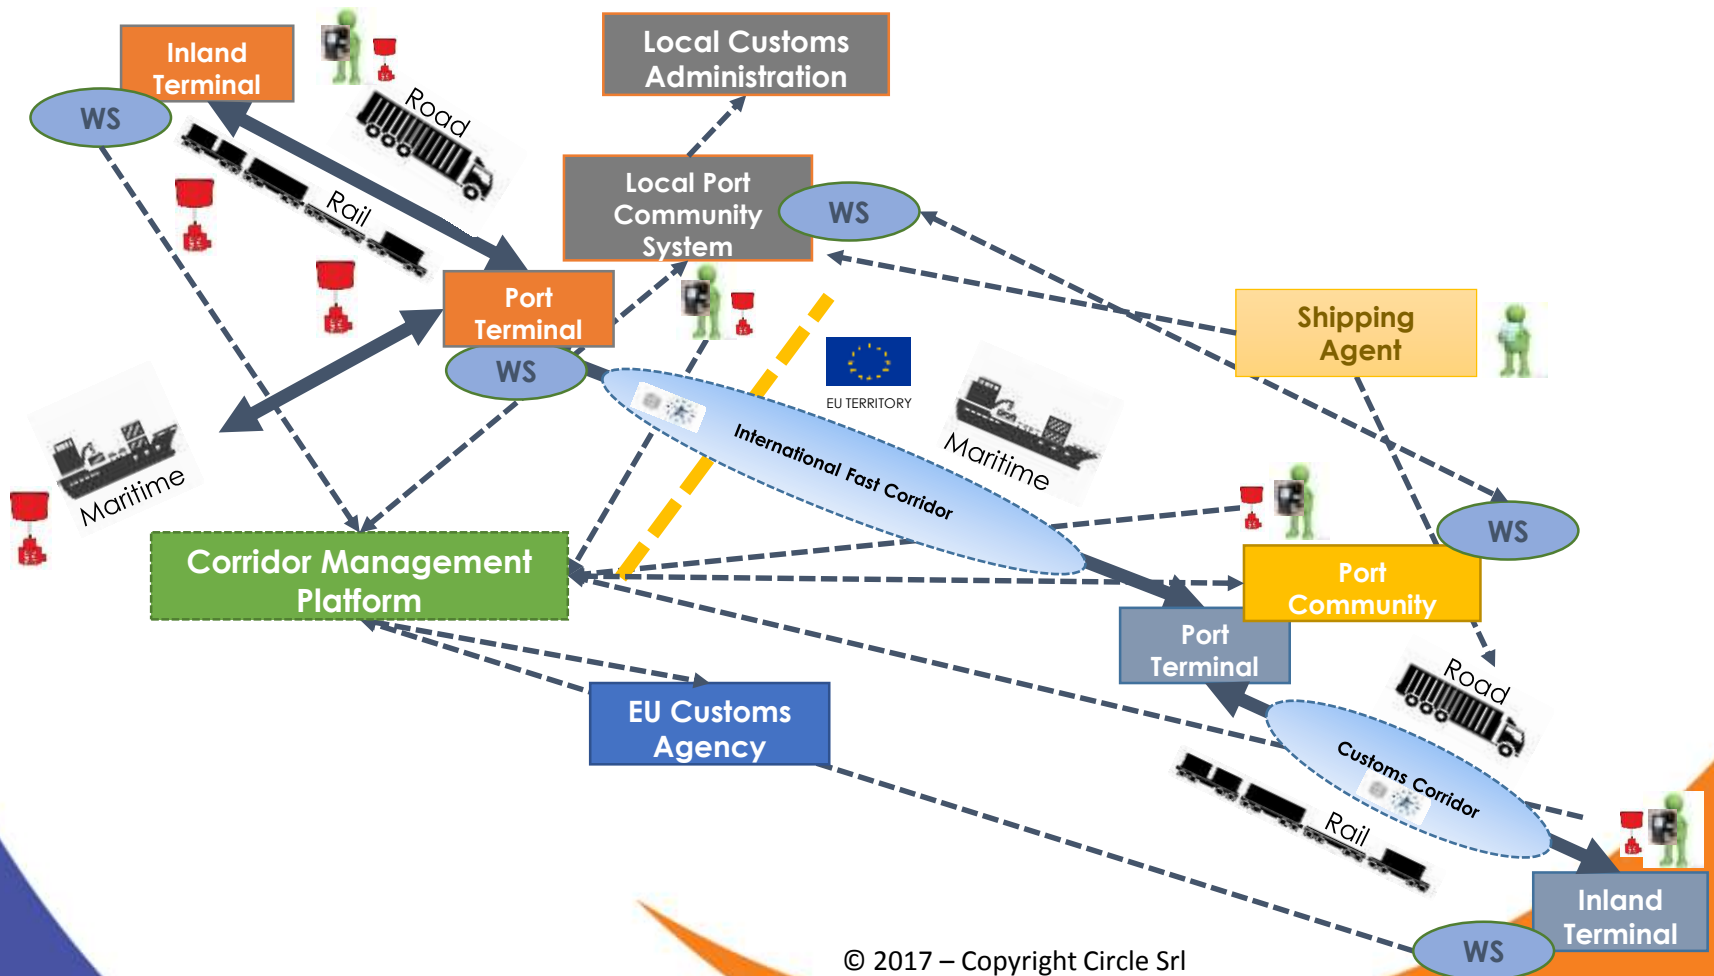 Inland
Terminal
WS
Road
Rail
Local Customs
Administration
Local Port
Community
System
WS
Port
Terminal
WS
Maritime
EU TERRITORY
Maritime
International Fast Corridor
Shipping
Agent
WS
Corridor Management
Platform
Port
Community
Port
Terminal
EU Customs
Agency
Road
Customs Corridor
Rail
Inland
Terminal
WS
© 2017 – Copyright Circle Srl